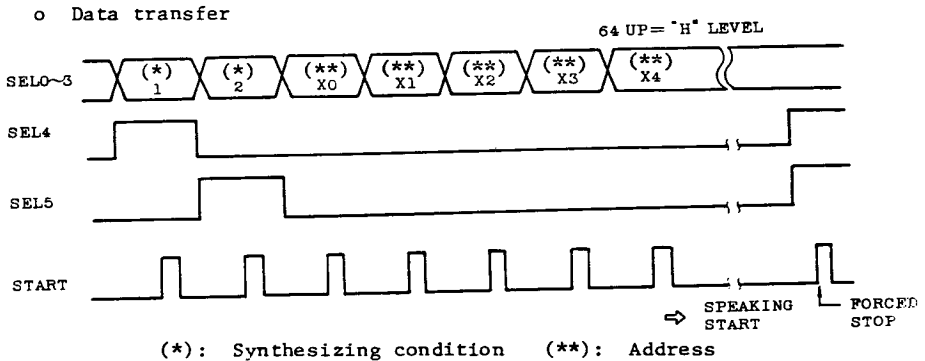 o Data transfer
64 UP="H" LEVEL
SEL0~3 (*) 1 (*) 2 (**) X0 (**) X1 (**) X2 (**) X3 (**) X4
SEL4
SEL5
START
⇨ SPEAKING START
FORCED STOP
(*): Synthesizing condition (**): Address